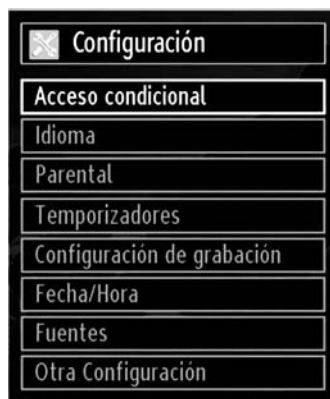 Configuración
Acceso condicional
Idioma
Parental
Temporizadores
Configuración de grabación
Fecha/Hora
Fuentes
Otra Configuración